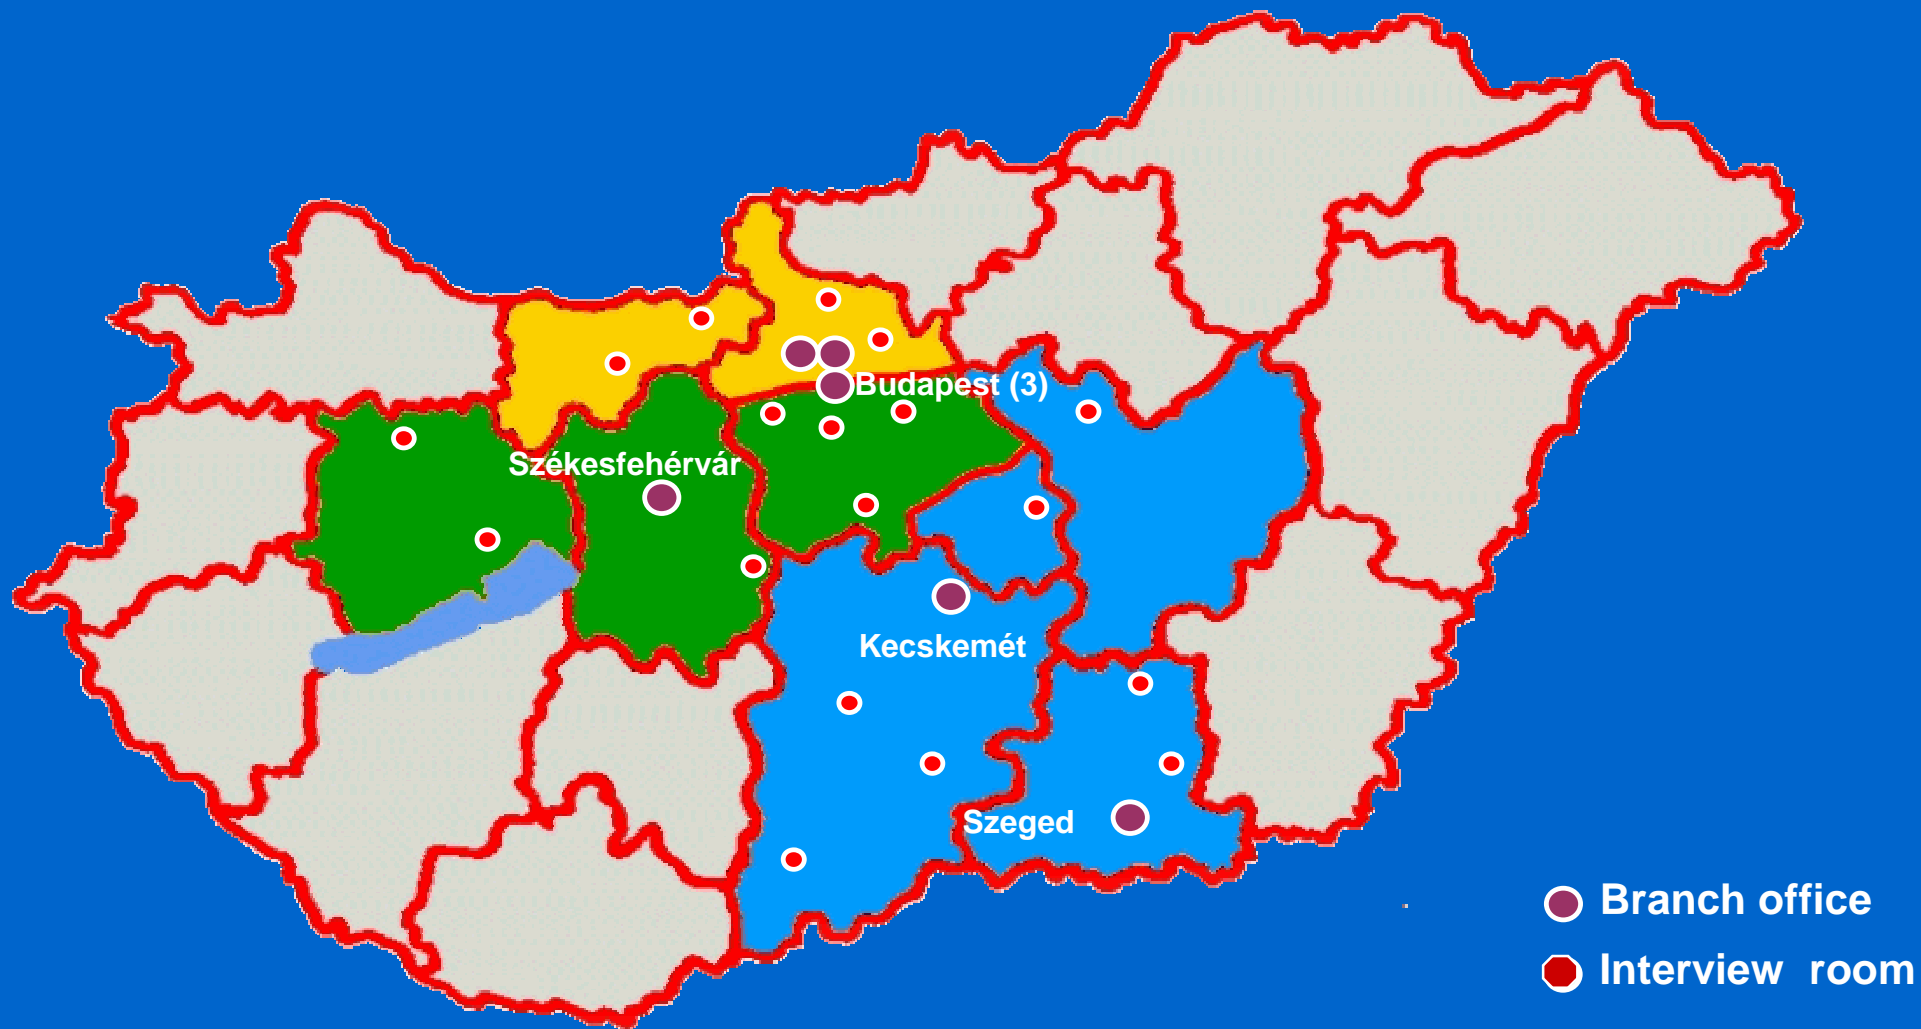 Budapest (3)
Székesfehérvár
Kecskemét
Szeged
Branch office
Interview room